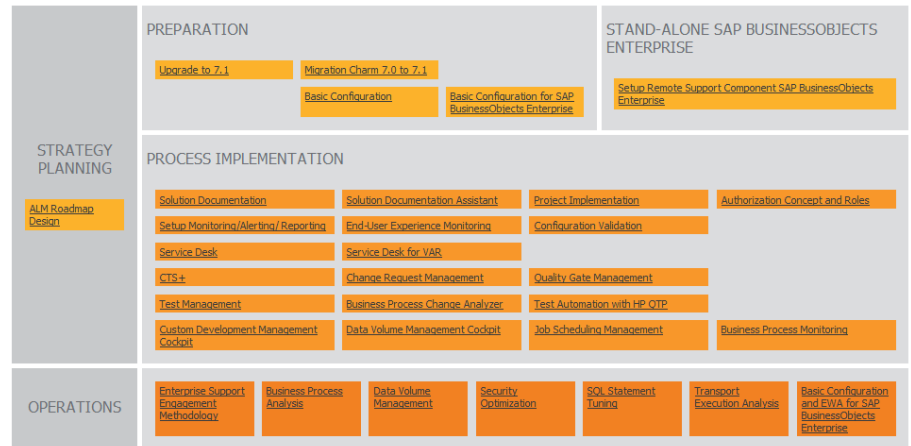 PREPARATION
Upgrade to 7.1
Migration Charm 7.0 to 7.1
Basic Configuration
Basic Configuration for SAP
BusinessObjects Enterprise
STAND-ALONE SAP BUSINESSOBJECTS
ENTERPRISE
Setup Remote Support Component SAP BusinessObjects
Enterprise
STRATEGY
PLANNING
ALM Roadmap
Design
PROCESS IMPLEMENTATION
Solution Documentation
Solution Documentation Assistant
Project Implementation
Authorization Concept and Roles
Setup Monitoring/Alerting/ Reporting
End-User Experience Monitoring
Configuration Validation
Service Desk
Service Desk for VAR
CTS+
Change Request Management
Quality Gate Management
Test Management
Business Process Change Analyzer
Test Automation with HP QTP
Custom Development Management
Cockpit
Data Volume Management Cockpit
Job Scheduling Management
Business Process Monitoring
OPERATIONS
Enterprise Support
Engagement
Methodology
Business Process
Analysis
Data Volume
Management
Security
Optimization
SQL Statement
Tuning
Transport
Execution Analysis
Basic Configuration
and EWA for SAP
BusinessObjects
Enterprise